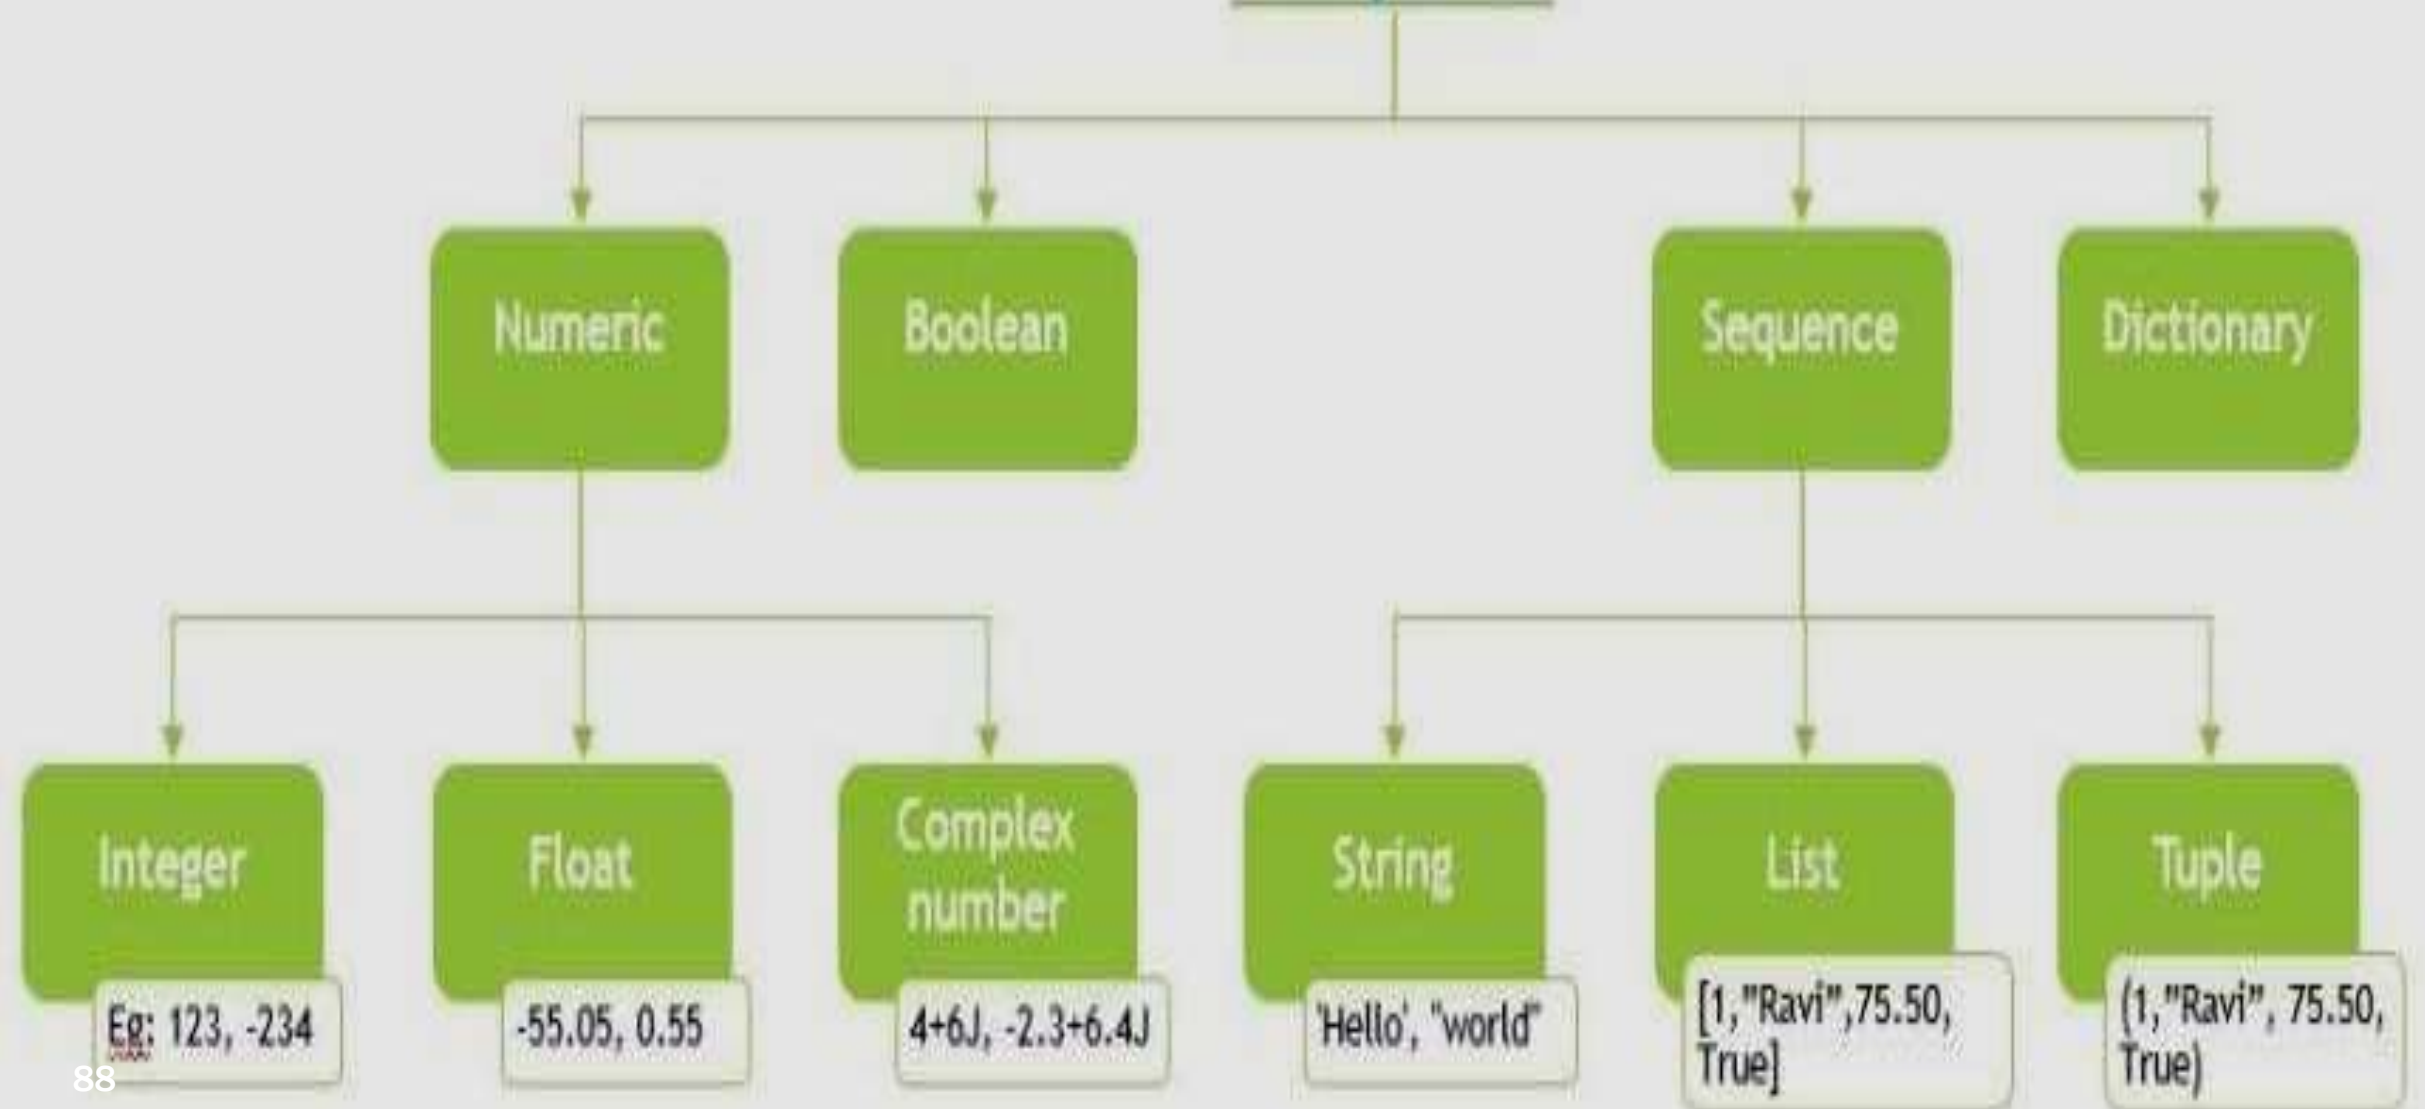 Numeric
Boolean
Sequence
Dictionary
Integer
Float
Complex
number
String
List
Tuple
Eg: 123, -234
-55.05, 0.55
4+6J, -2.3+6.4J
'Hello', "world"
[1,"Ravi",75.50,
True]
(1,"Ravi", 75.50,
True)
88